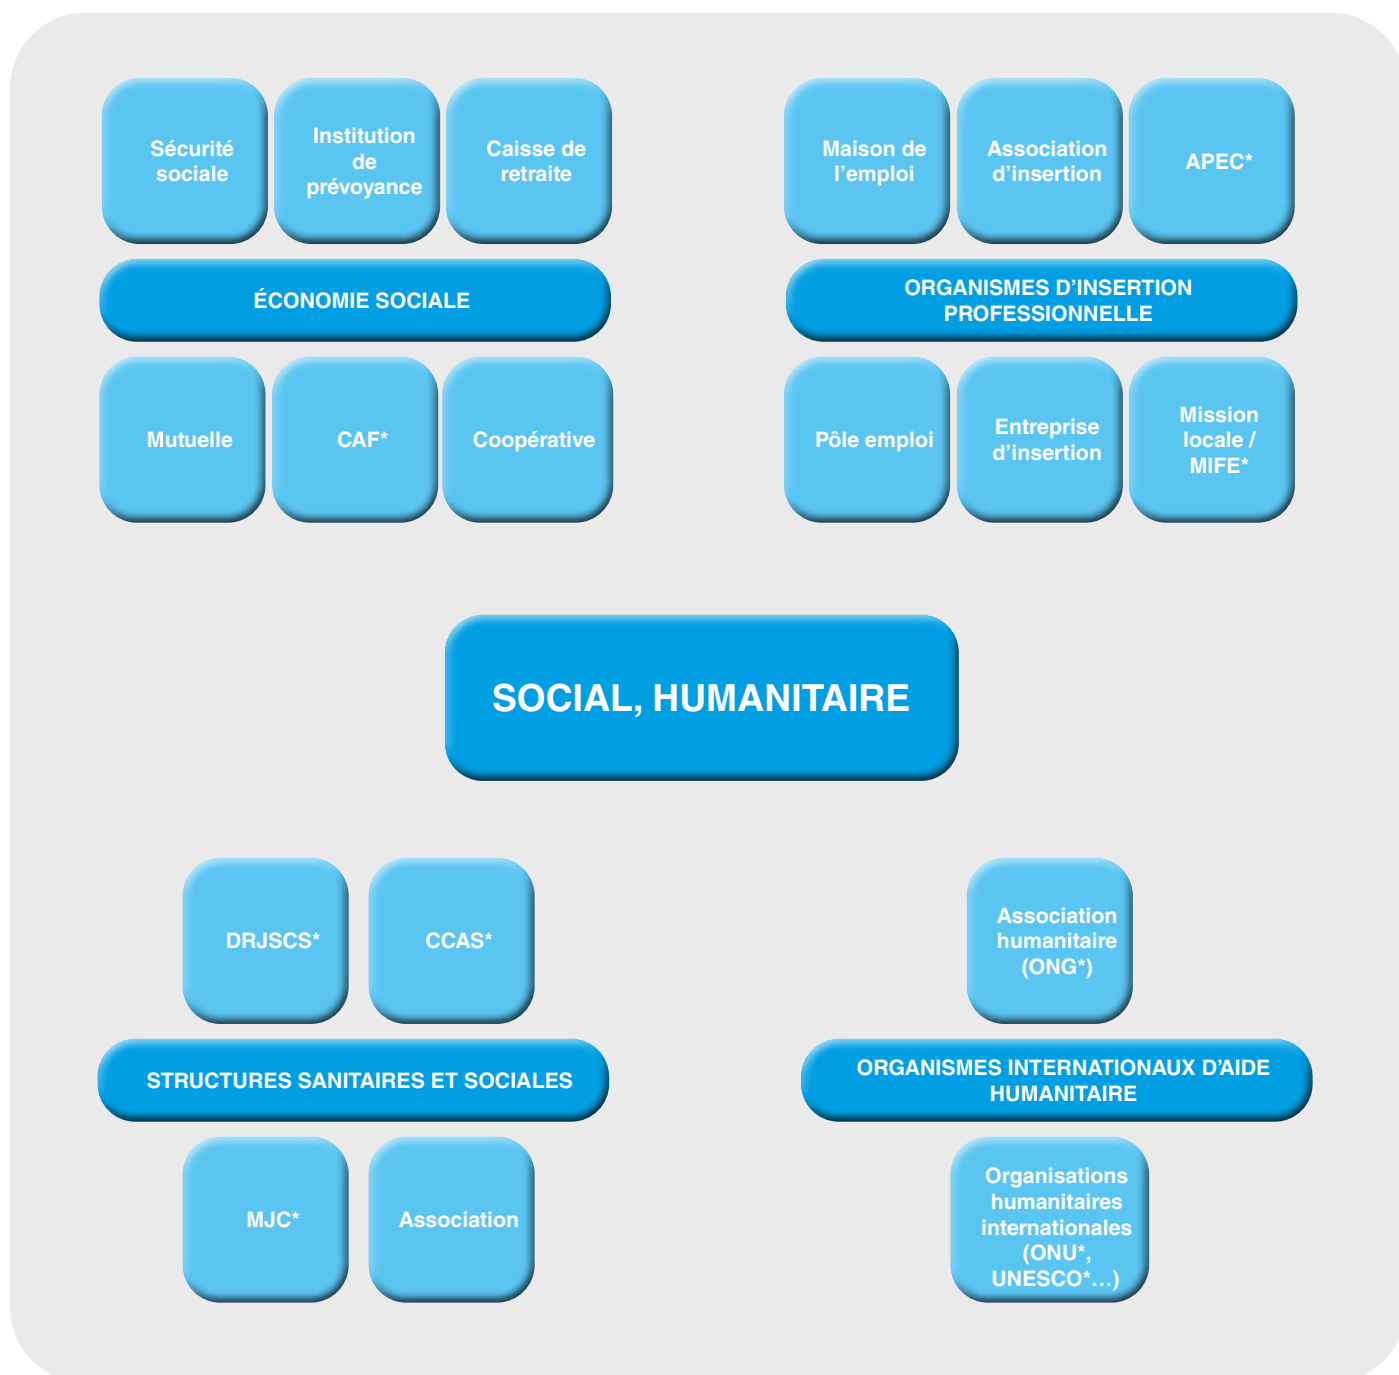 Sécurité
sociale
Institution
de
prévoyance
Caisse de
retraite
ÉCONOMIE SOCIALE
Mutuelle
CAF*
Coopérative
Maison de
l’emploi
Association
d’insertion
APEC*
ORGANISMES D’INSERTION
PROFESSIONNELLE
Pôle emploi
Entreprise
d’insertion
Mission
locale /
MIFE*
SOCIAL, HUMANITAIRE
DRJSCS*
CCAS*
STRUCTURES SANITAIRES ET SOCIALES
MJC*
Association
Association
humanitaire
(ONG*)
ORGANISMES INTERNATIONAUX D’AIDE
HUMANITAIRE
Organisations
humanitaires
internationales
(ONU*,
UNESCO*…)